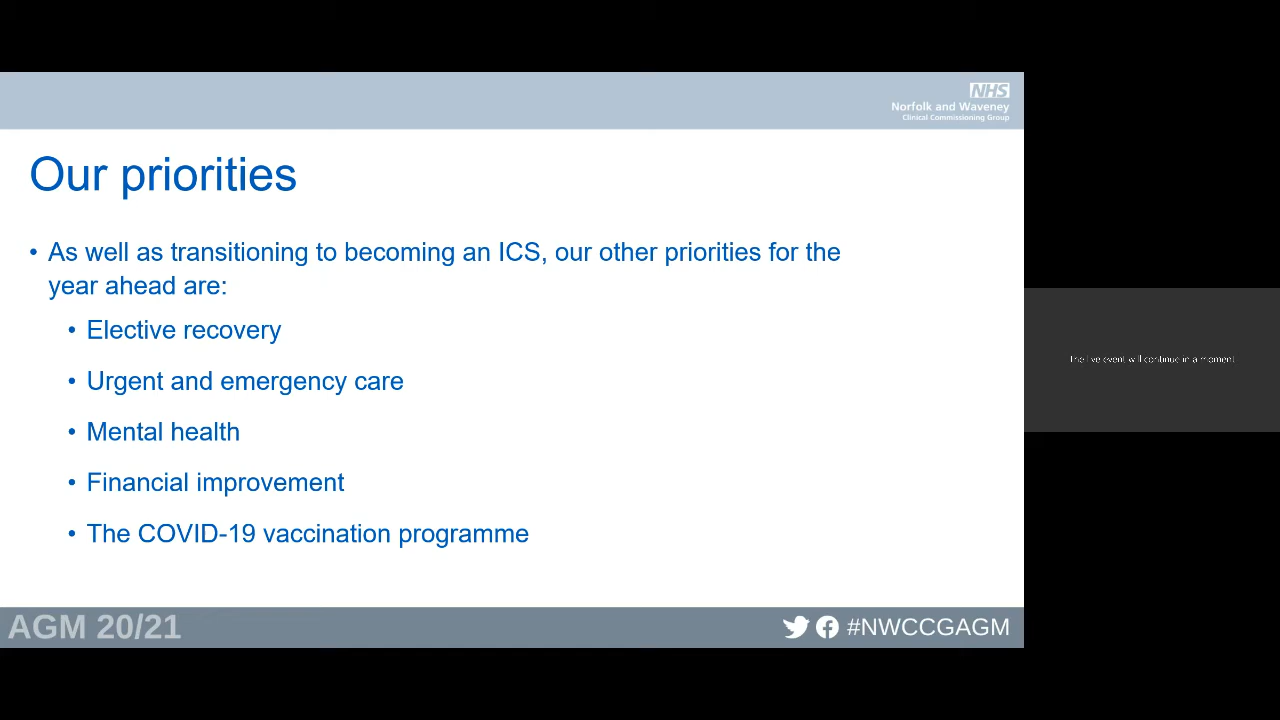 NHS
Norfolk and Waveney
Clinical Commissioning Group
Our priorities
• As well as transitioning to becoming an ICS, our other priorities for the
year ahead are:
• Elective recovery
• Urgent and emergency care
• Mental health
• Financial improvement
• The COVID-19 vaccination programme
The live event will continue in a moment
AGM 20/21
#NWCCGAGM